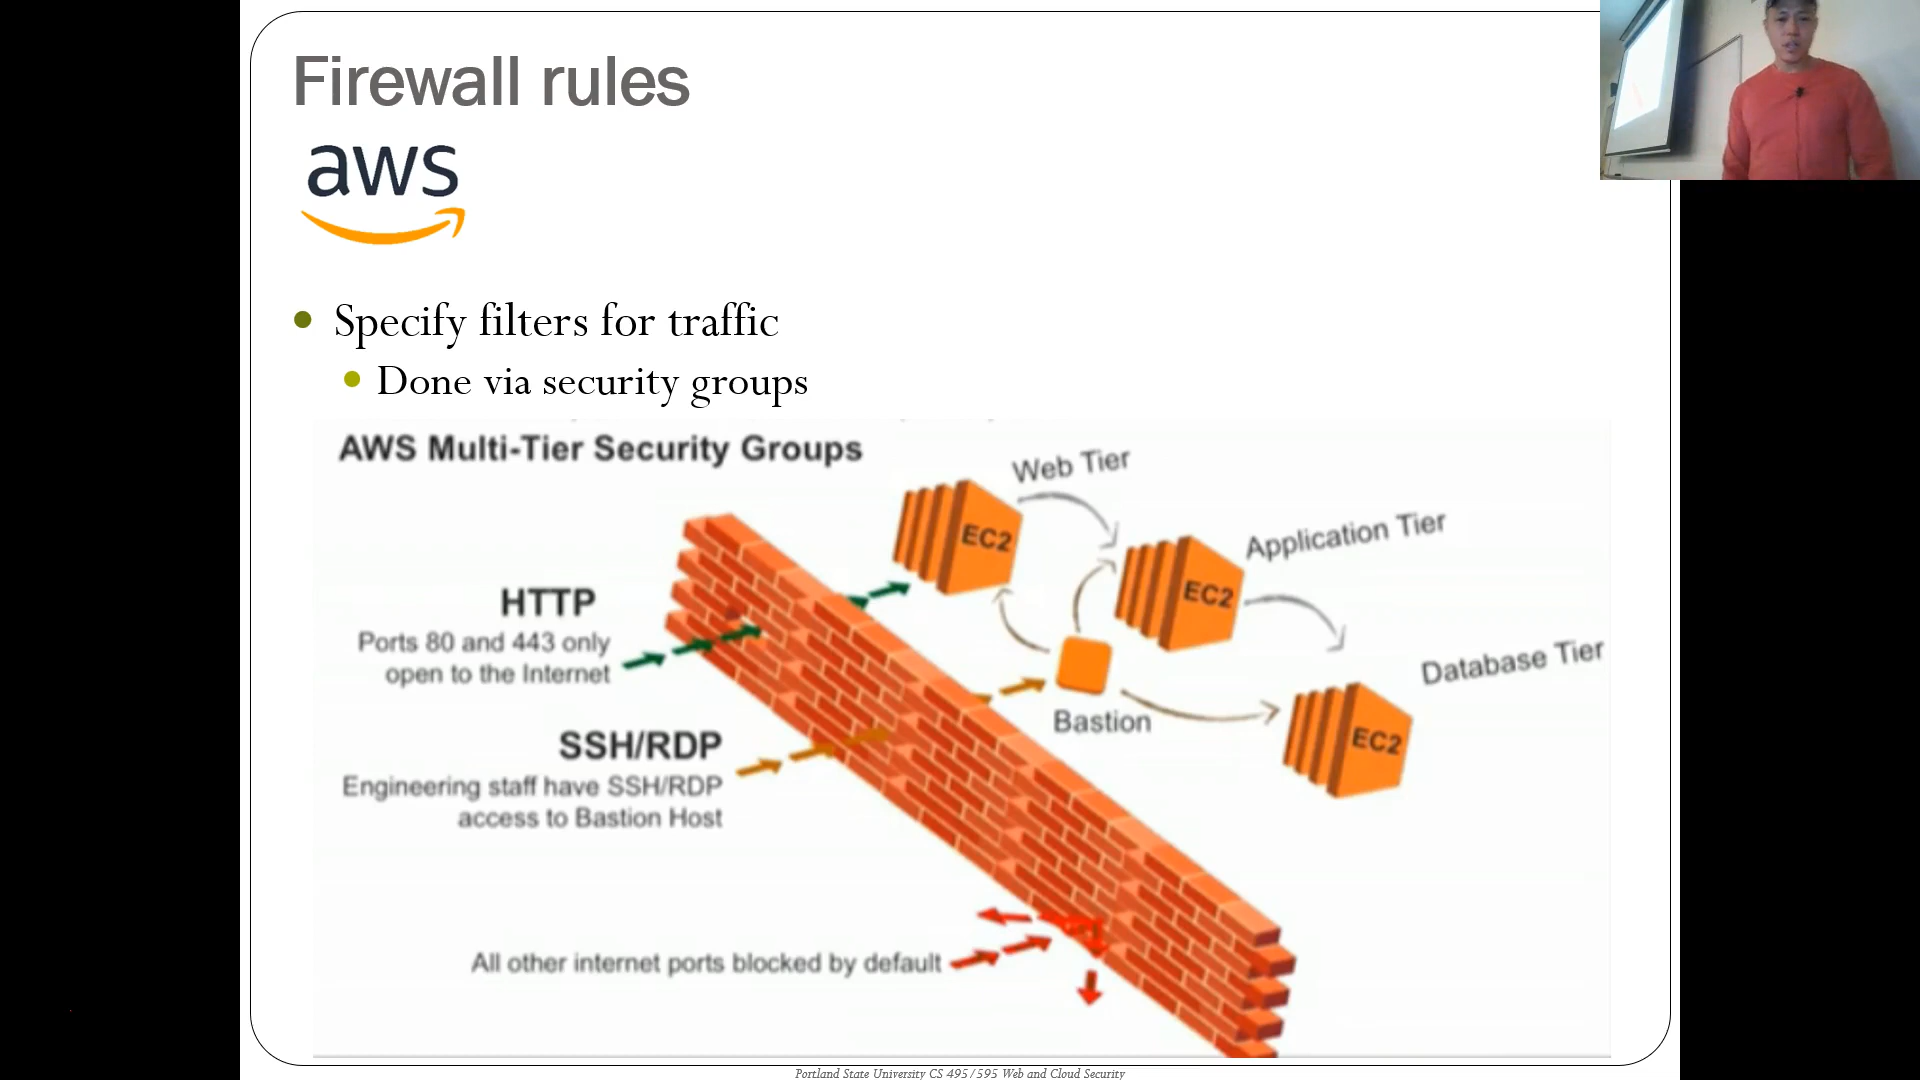 Firewall rules
aws
Specify filters for traffic
Done via security groups
AWS Multi-Tier Security Groups
Web Tier
EC2
Application Tier
EC2
HTTP
Ports 80 and 443 only
open to the Internet
Database Tier
Bastion
EC2
SSH/RDP
Engineering staff have SSH/RDP
access to Bastion Host
All other internet ports blocked by default
Portland State University CS 495/595 Web and Cloud Security